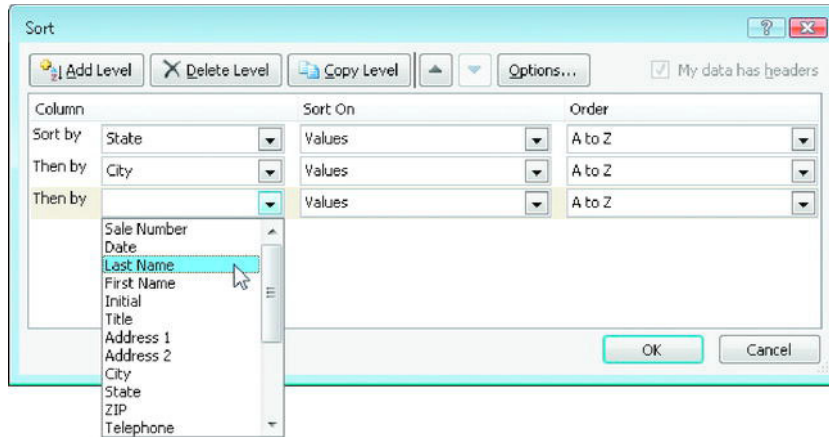 Sort
Add Level Delete Level Copy Level Options... My data has headers
Column Sort On Order
Sort by State Values A to Z
Then by City Values A to Z
Then by Values A to Z
Sale Number
Date
Last Name
First Name
Initial
Title
Address 1
Address 2
City
State
ZIP
Telephone
OK Cancel